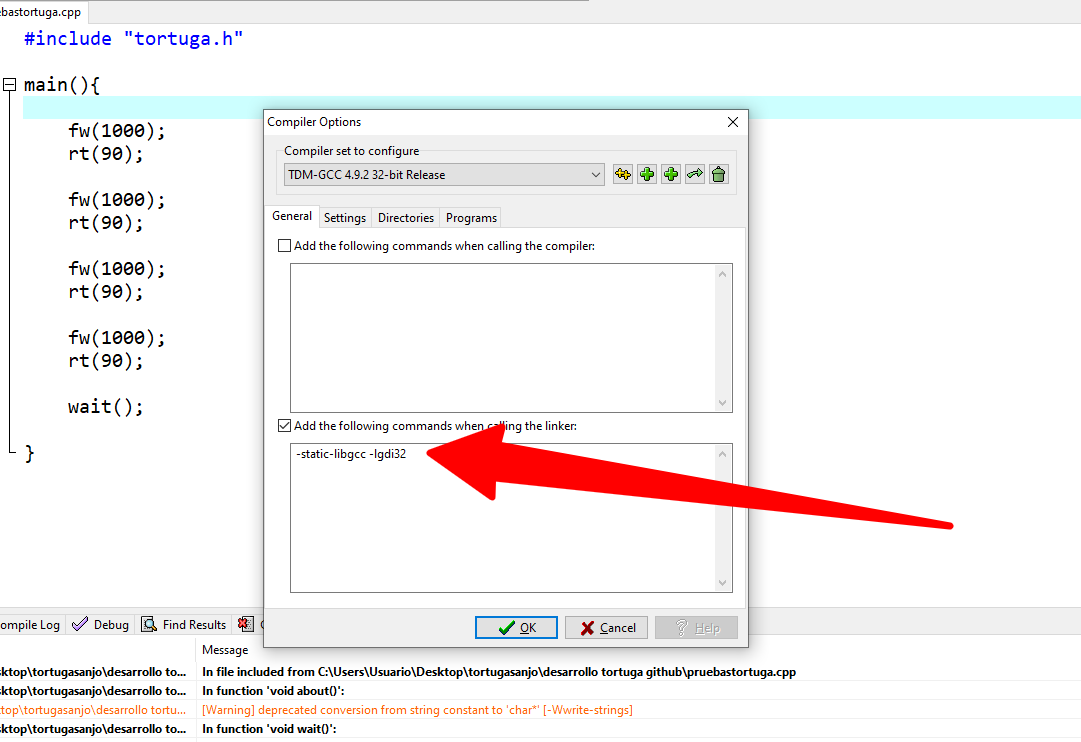 ebastortuga.cpp
#include "tortuga.h"
main(){
fw(1000);
rt(90);
fw(1000);
rt(90);
fw(1000);
rt(90);
fw(1000);
rt(90);
wait();
}
Compiler Options
Compiler set to configure
TDM-GCC 4.9.2 32-bit Release
General Settings Directories Programs
Add the following commands when calling the compiler:
Add the following commands when calling the linker:
-static-libgcc -lgdi32
OK Cancel Help
ompile Log Debug Find Results
Message
sktop\tortugasanjo\desarrollo to... In file included from C:\Users\Usuario\Desktop\tortugasanjo\desarrollo tortuga github\pruebastortuga.cpp
sktop\tortugasanjo\desarrollo to... In function 'void about()':
top\tortugasanjo\desarrollo tortu... [Warning] deprecated conversion from string constant to 'char*' [-Wwrite-strings]
sktop\tortugasanjo\desarrollo to... In function 'void wait()':